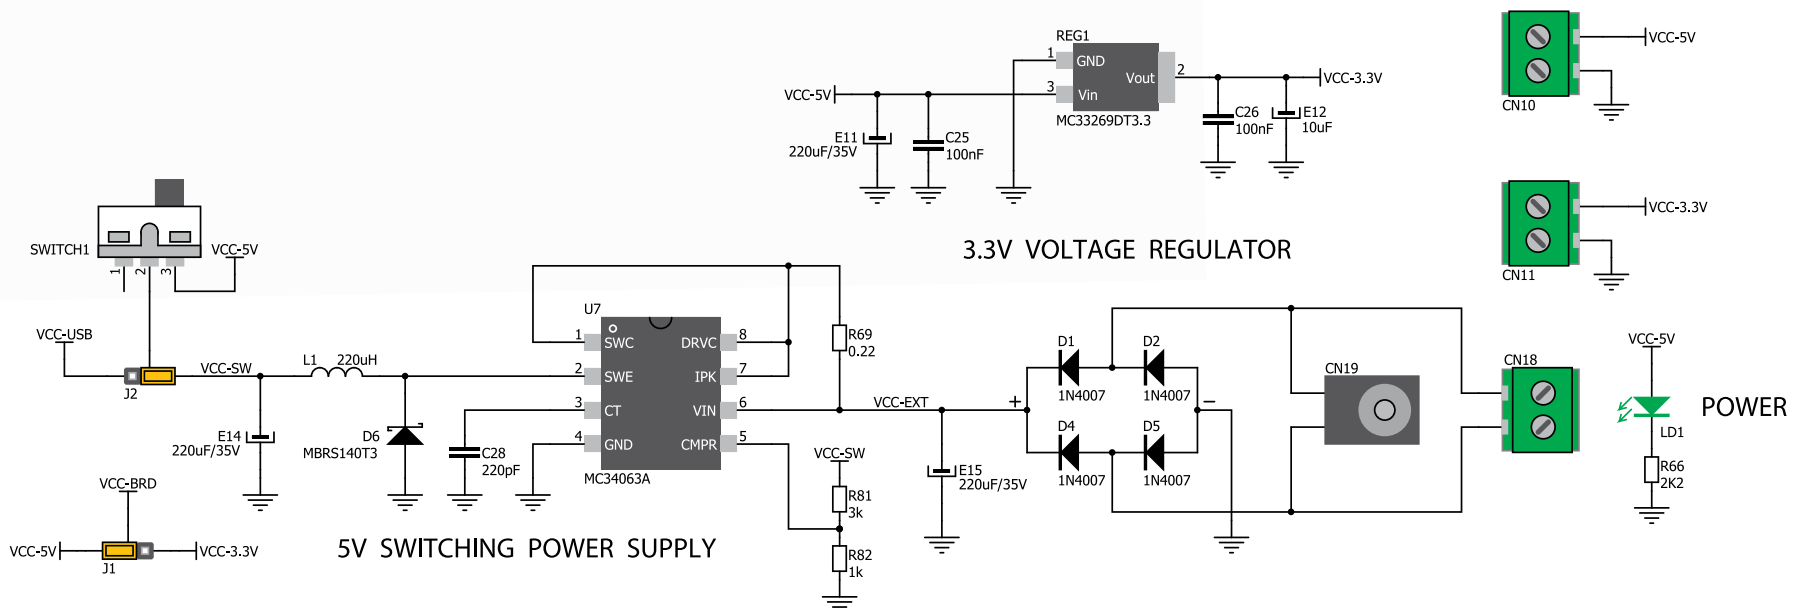 REG1
1
GND
3
Vin
Vout
2
MC33269DT3.3
VCC-5V
E11
220uF/35V
C25
100nF
C26
100nF
E12
10uF
VCC-3.3V
3.3V VOLTAGE REGULATOR
VCC-5V
CN10
VCC-3.3V
CN11
SWITCH1
1
2
3
VCC-5V
VCC-USB
J2
VCC-SW
L1
220uH
E14
220uF/35V
D6
MBRS140T3
C28
220pF
U7
1
SWC
2
SWE
3
CT
4
GND
DRVC
8
IPK
7
VIN
6
CMPR
5
MC34063A
R69
0.22
VCC-SW
R81
3k
R82
1k
VCC-EXT
E15
220uF/35V
+
–
D1
1N4007
D2
1N4007
D4
1N4007
D5
1N4007
CN19
CN18
VCC-5V
LD1
POWER
R66
2K2
VCC-BRD
VCC-5V
VCC-3.3V
J1
5V SWITCHING POWER SUPPLY